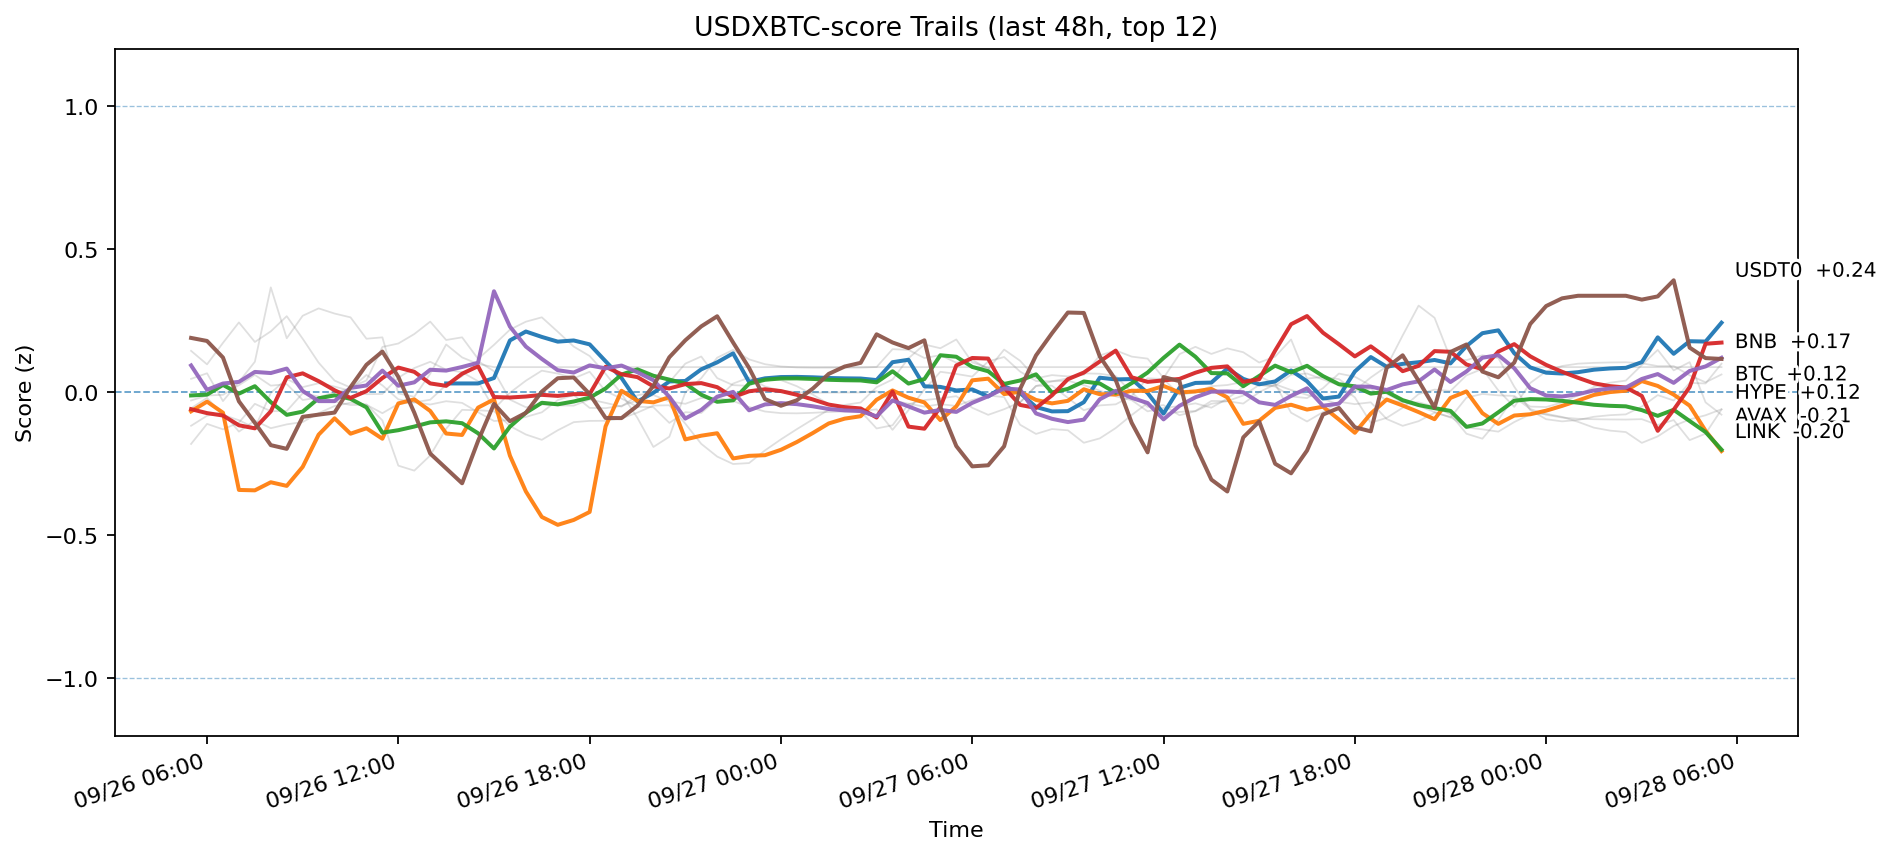 USDXBTC-score Trails (last 48h, top 12)
Score (z)
1.0
0.5
0.0
−0.5
−1.0
USDT0 +0.24
BNB +0.17
BTC +0.12
HYPE +0.12
AVAX -0.21
LINK -0.20
09/26 06:00
09/26 12:00
09/26 18:00
09/27 00:00
09/27 06:00
09/27 12:00
09/27 18:00
09/28 00:00
09/28 06:00
Time